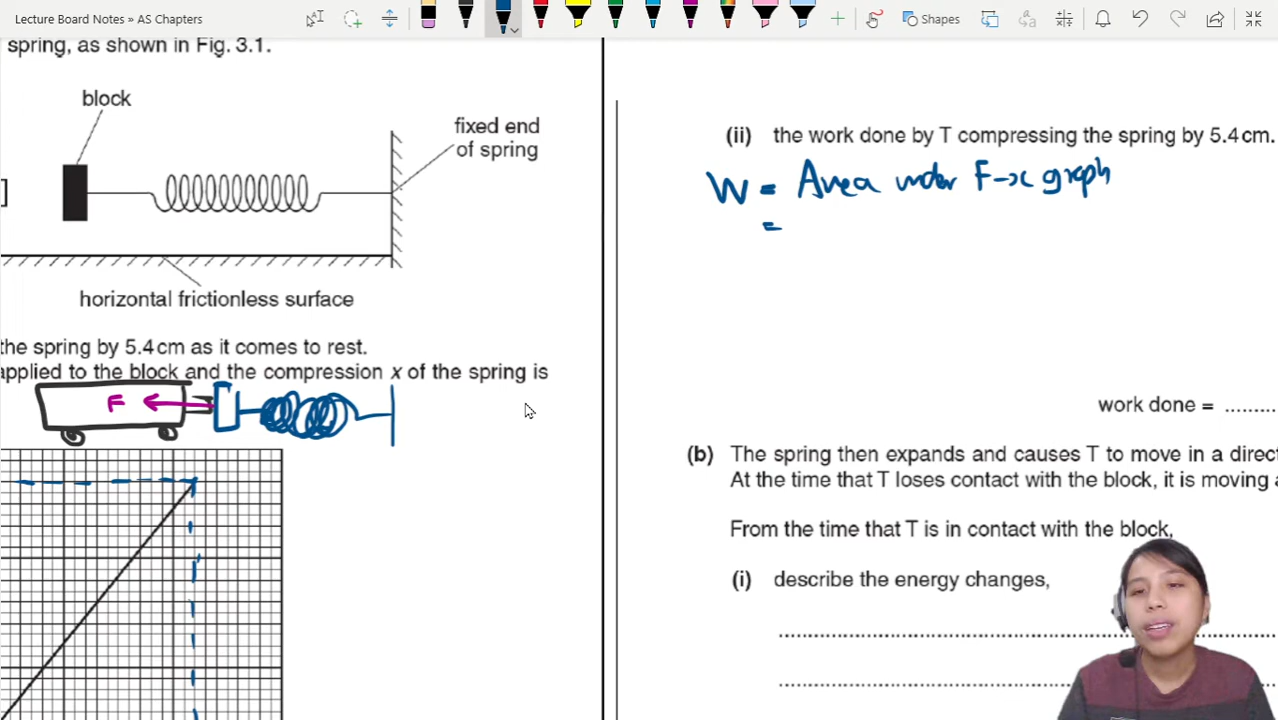 Lecture Board Notes » AS Chapters
Shapes
spring, as shown in Fig. 3.1.
block
fixed end
of spring
horizontal frictionless surface
the spring by 5.4 cm as it comes to rest.
applied to the block and the compression x of the spring is
F
(ii) the work done by T compressing the spring by 5.4 cm.
W = Area under F-x graph
=
work done = .........
(b) The spring then expands and causes T to move in a direct
At the time that T loses contact with the block, it is moving a
From the time that T is in contact with the block,
(i) describe the energy changes,